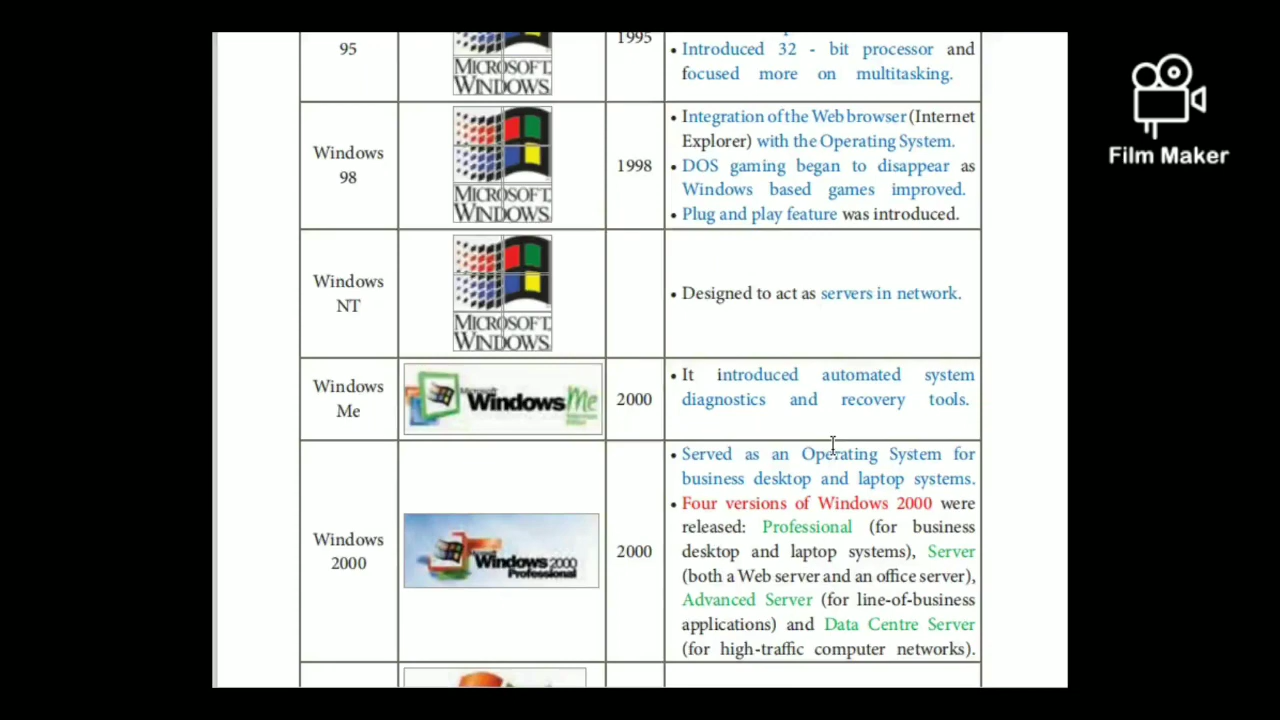 95
MICROSOFT
WINDOWS
1995
• Introduced 32 - bit processor and
focused more on multitasking.
Windows
98
MICROSOFT
WINDOWS
1998
• Integration of the Web browser (Internet
Explorer) with the Operating System.
• DOS gaming began to disappear as
Windows based games improved.
• Plug and play feature was introduced.
Windows
NT
MICROSOFT
WINDOWS
• Designed to act as servers in network.
Windows
Me
Microsoft
Windows Me
2000
• It introduced automated system
diagnostics and recovery tools.
Windows
2000
Microsoft
Windows 2000
Professional
2000
• Served as an Operating System for
business desktop and laptop systems.
• Four versions of Windows 2000 were
released: Professional (for business
desktop and laptop systems), Server
(both a Web server and an office server),
Advanced Server (for line-of-business
applications) and Data Centre Server
(for high-traffic computer networks).
Film Maker